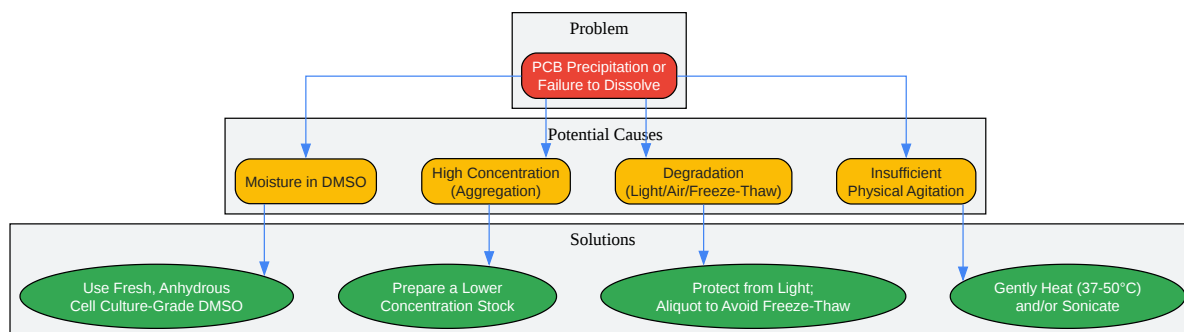 Problem
PCB Precipitation or
Failure to Dissolve
Potential Causes
Moisture in DMSO
High Concentration
(Aggregation)
Degradation
(Light/Air/Freeze-Thaw)
Insufficient
Physical Agitation
Solutions
Use Fresh, Anhydrous
Cell Culture-Grade DMSO
Prepare a Lower
Concentration Stock
Protect from Light;
Aliquot to Avoid Freeze-Thaw
Gently Heat (37-50°C)
and/or Sonicate